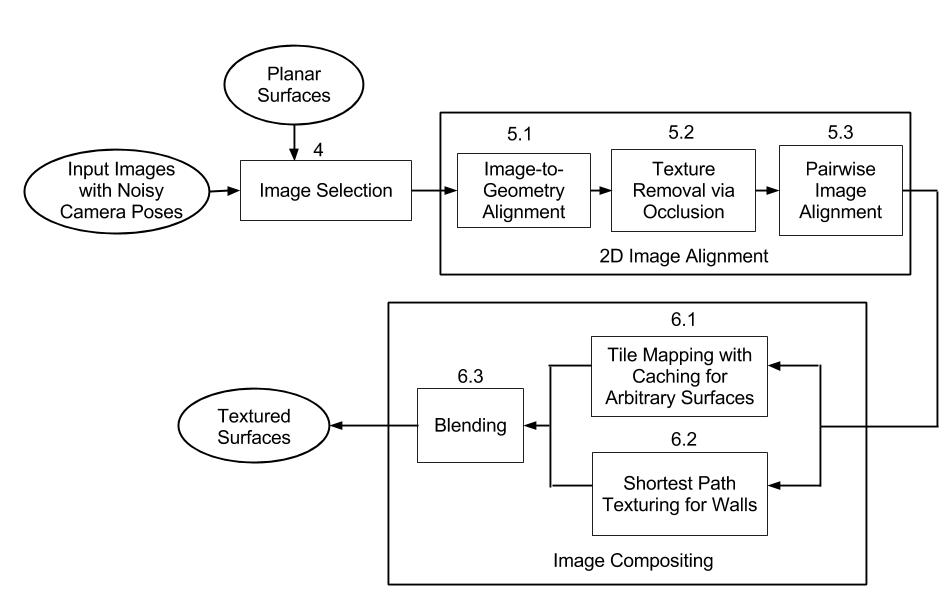 Planar
Surfaces
Input Images
with Noisy
Camera Poses
4
Image Selection
5.1
Image-to-
Geometry
Alignment
5.2
Texture
Removal via
Occlusion
5.3
Pairwise
Image
Alignment
2D Image Alignment
6.1
Tile Mapping with
Caching for
Arbitrary Surfaces
6.2
Shortest Path
Texturing for Walls
6.3
Blending
Image Compositing
Textured
Surfaces